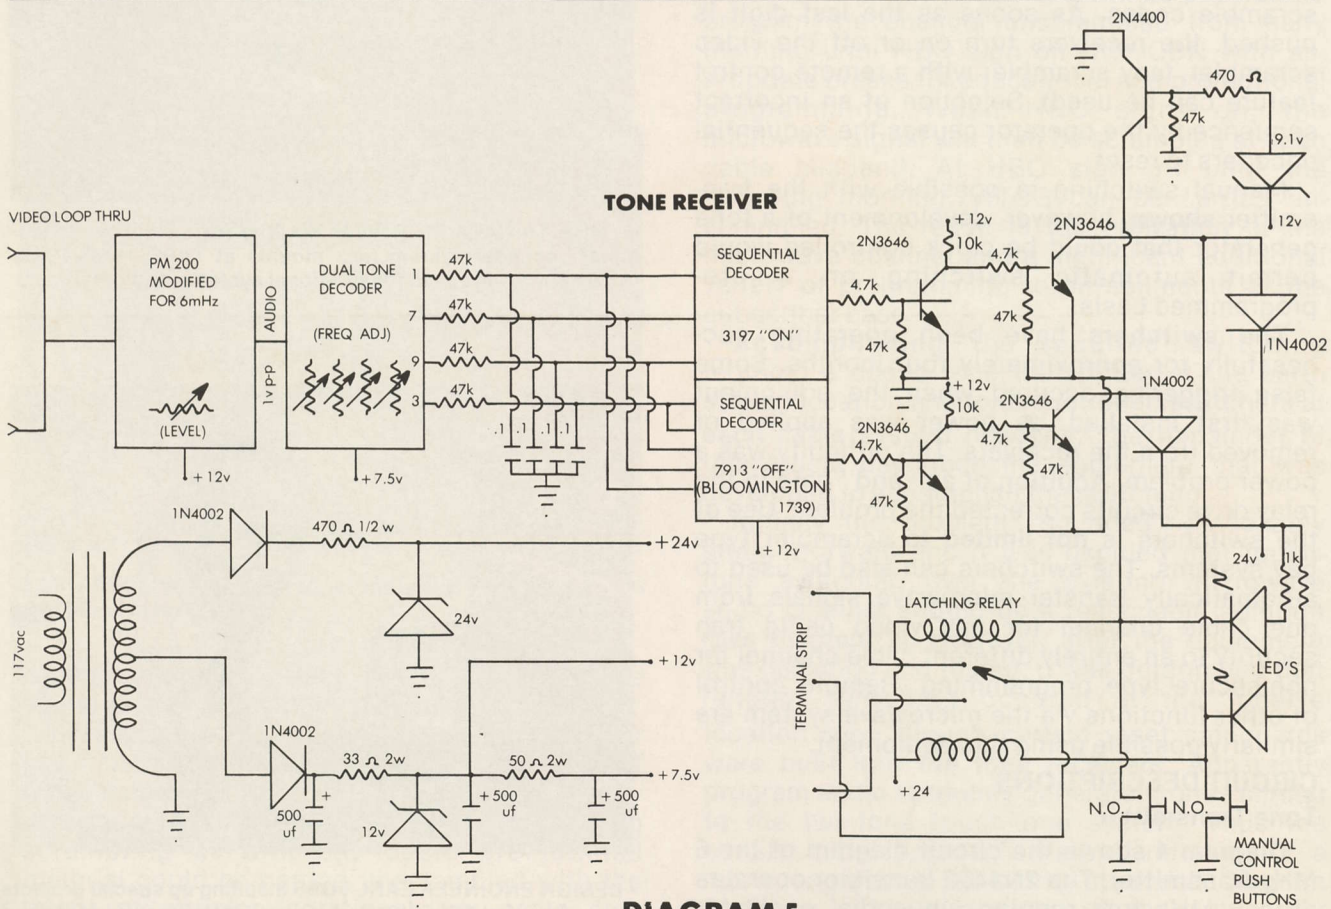 2N4400
470 Ω
47k
9.1v
12v
TONE RECEIVER
VIDEO LOOP THRU
PM 200
MODIFIED
FOR 6mHz
(LEVEL)
+12v
AUDIO
1v p-p
DUAL TONE
DECODER
(FREQ ADJ)
1
7
9
3
+7.5v
47k
47k
47k
47k
.1
.1
.1
.1
SEQUENTIAL
DECODER
3197 "ON"
SEQUENTIAL
DECODER
7913 "OFF"
(BLOOMINGTON
1739)
+12v
2N3646
+12v
10k
4.7k
4.7k
47k
2N3646
47k
+12v
10k
2N3646
4.7k
47k
2N3646
4.7k
47k
1N4002
1N4002
24v
1k
LED'S
1N4002
470 Ω 1/2 w
+24v
24v
117vac
+12v
1N4002
33 Ω 2w
50 Ω 2w
+7.5v
+
500
uf
12v
+500
uf
+500
uf
TERMINAL STRIP
LATCHING RELAY
+24
N.O.
N.O.
MANUAL
CONTROL
PUSH
BUTTONS
DIAGRAM 5